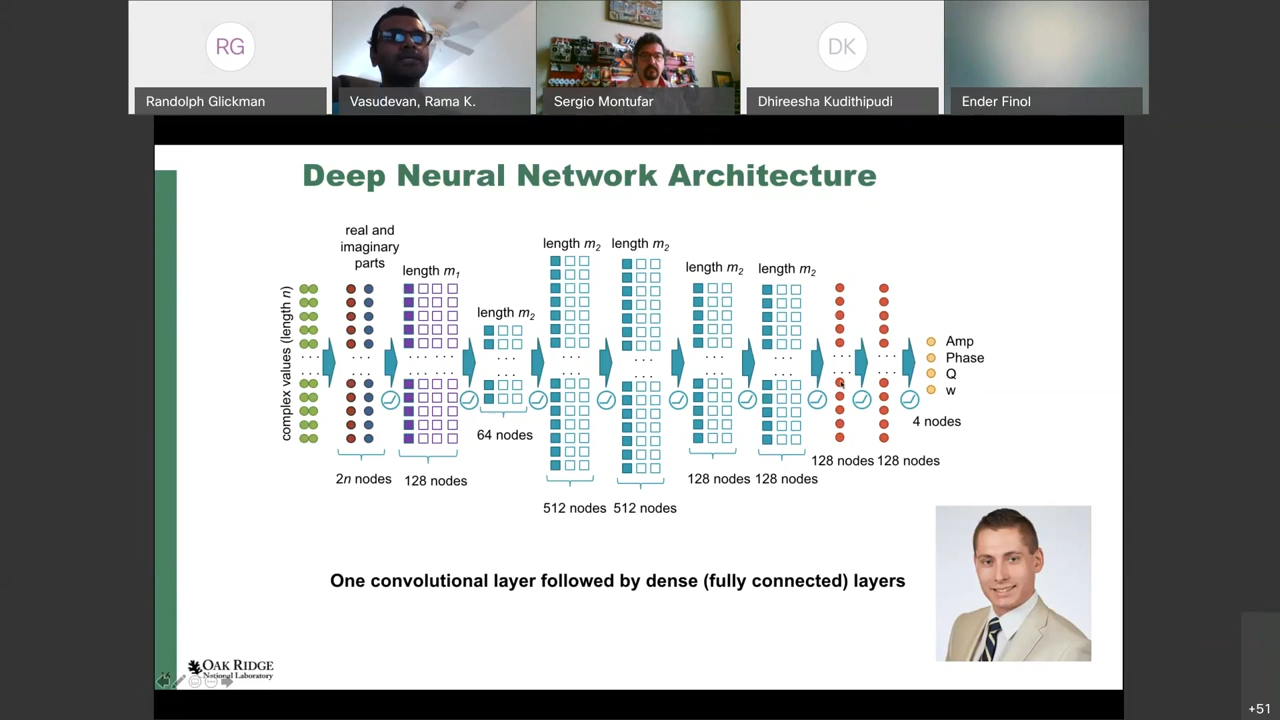 RG
DK
Randolph Glickman
Vasudevan, Rama K.
Sergio Montufar
Dhireesha Kudithipudi
Ender Finol
Deep Neural Network Architecture
complex values (length n)
real and
imaginary
parts
length m1
length m2
length m2
length m2
length m2
length m2
Amp
Phase
Q
w
4 nodes
2n nodes
128 nodes
64 nodes
512 nodes
512 nodes
128 nodes
128 nodes
128 nodes
128 nodes
One convolutional layer followed by dense (fully connected) layers
OAK RIDGE
National Laboratory
+51